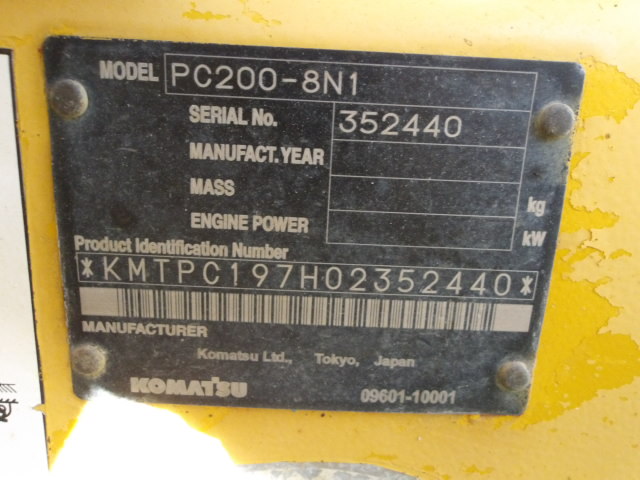 MODEL PC200-8N1
SERIAL No. 352440
MANUFACT. YEAR
MASS kg
ENGINE POWER kW
Product Identification Number
*KMTPC197H02352440*
MANUFACTURER
Komatsu Ltd., Tokyo, Japan
KOMATSU 09601-10001